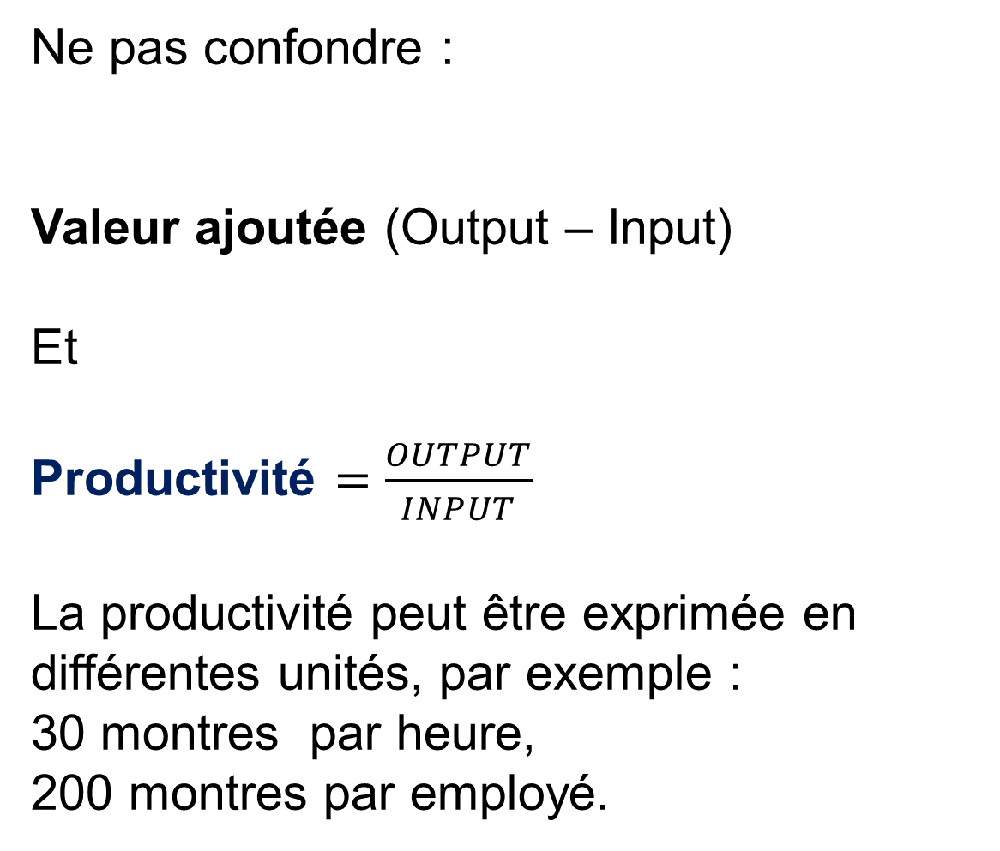 Ne pas confondre :
Valeur ajoutée (Output – Input)
Et
Productivité = OUTPUT / INPUT
La productivité peut être exprimée en
différentes unités, par exemple :
30 montres  par heure,
200 montres par employé.